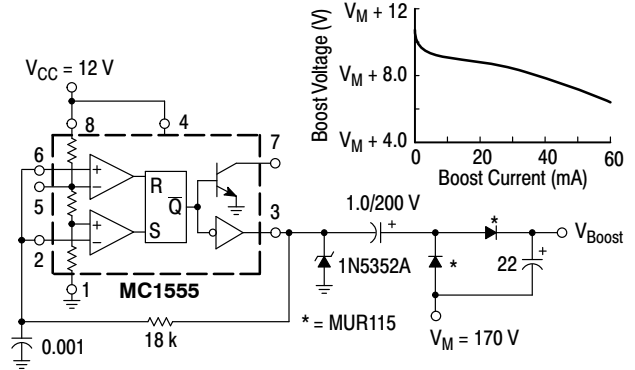 V_CC = 12 V
8
4
7
6
5
2
3
1
R
S
Q̅
+
−
+
−
MC1555
0.001
18 k
1N5352A
1.0/200 V
+
*
*
+
22
V_Boost
V_M = 170 V
* = MUR115
Boost Voltage (V)
V_M + 12
V_M + 8.0
V_M + 4.0
0
20
40
60
Boost Current (mA)